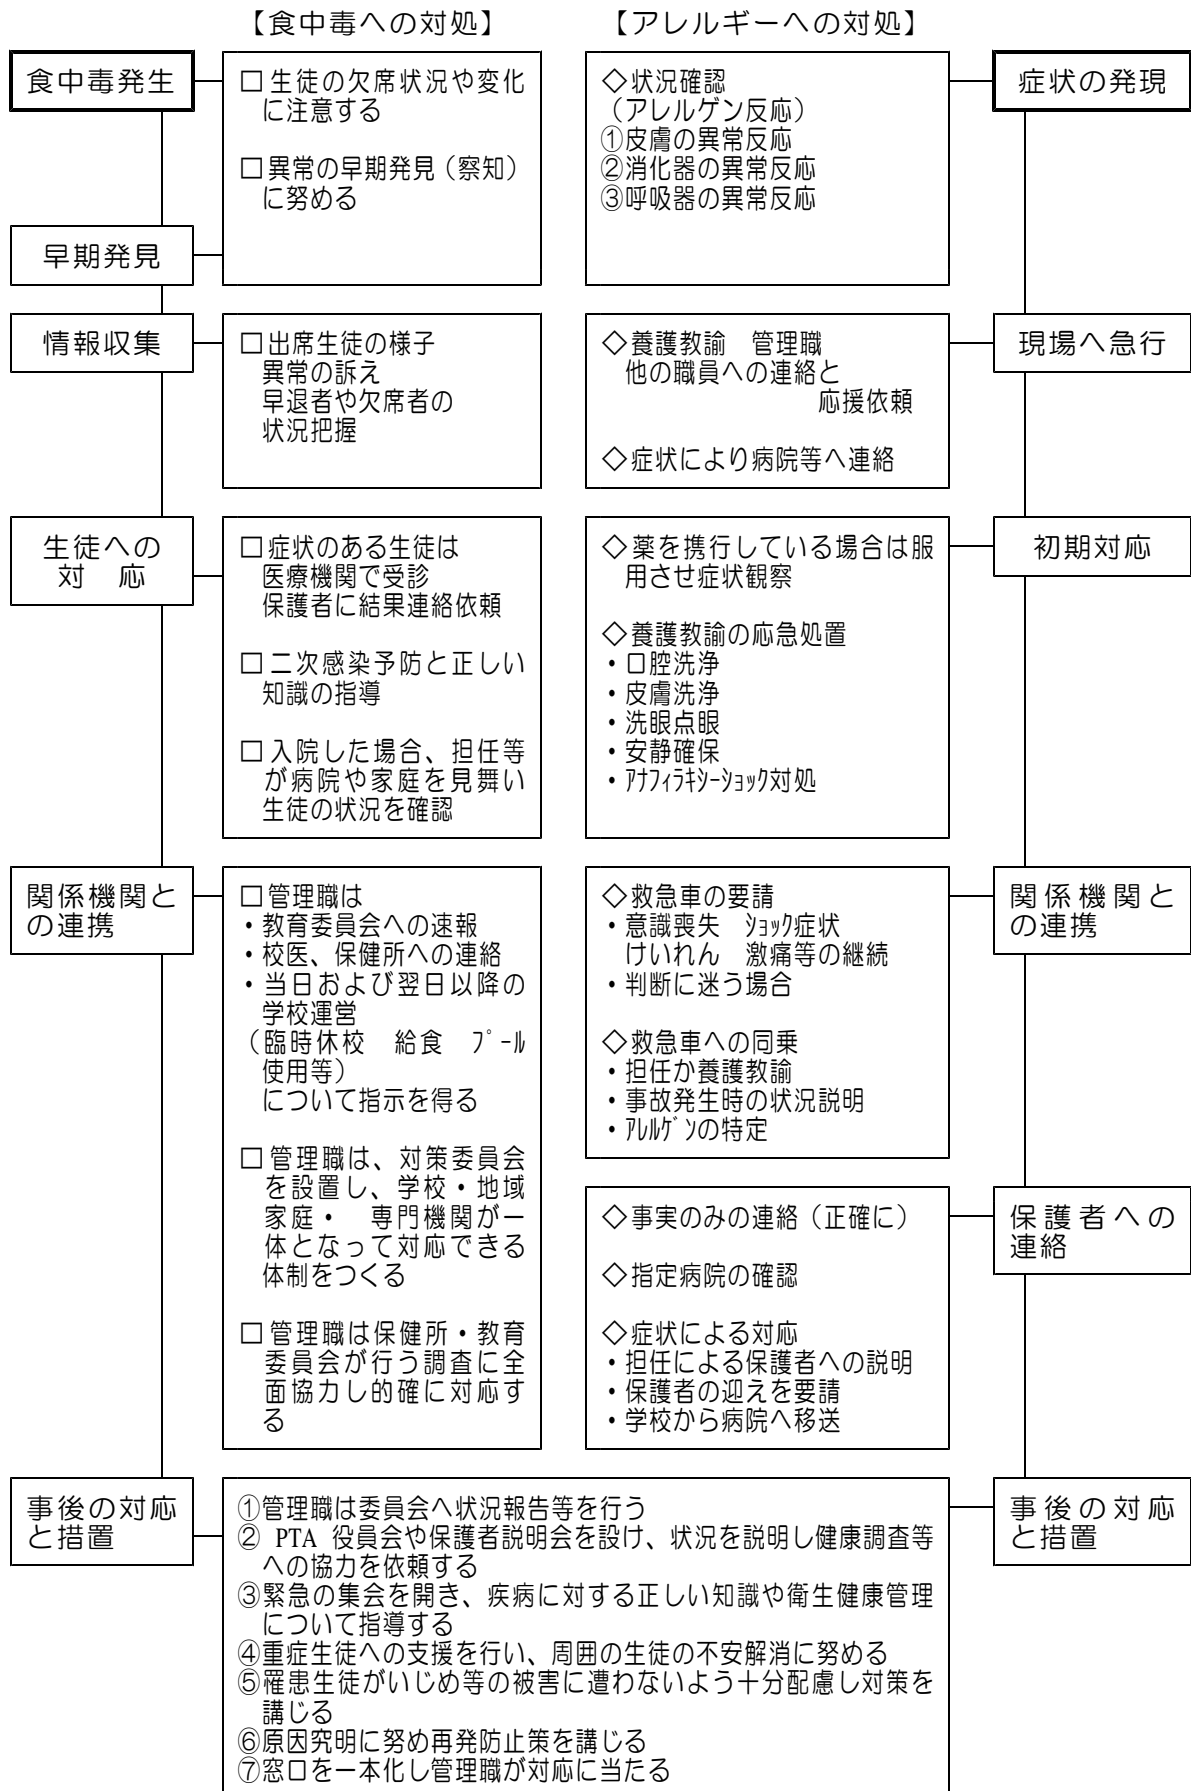 【食中毒への対処】
【アレルギーへの対処】
食中毒発生
早期発見
□生徒の欠席状況や変化
に注意する
□異常の早期発見（察知）
に努める
◇状況確認
（アレルゲン反応）
①皮膚の異常反応
②消化器の異常反応
③呼吸器の異常反応
症状の発現
情報収集
□出席生徒の様子
異常の訴え
早退者や欠席者の
状況把握
◇養護教諭　管理職
他の職員への連絡と
応援依頼
◇症状により病院等へ連絡
現場へ急行
生徒への
対　応
□症状のある生徒は
医療機関で受診
保護者に結果連絡依頼
□二次感染予防と正しい
知識の指導
□入院した場合、担任等
が病院や家庭を見舞い
生徒の状況を確認
◇薬を携行している場合は服
用させ症状観察
◇養護教諭の応急処置
・口腔洗浄
・皮膚洗浄
・洗眼点眼
・安静確保
・ｱﾅﾌｨﾗｷｼｰｼｮｯｸ対処
初期対応
関係機関と
の連携
□管理職は
・教育委員会への速報
・校医、保健所への連絡
・当日および翌日以降の
学校運営
（臨時休校　給食　ﾌﾟｰﾙ
使用等）
について指示を得る
□管理職は、対策委員会
を設置し、学校・地域
家庭・　専門機関が一
体となって対応できる
体制をつくる
□管理職は保健所・教育
委員会が行う調査に全
面協力し的確に対応す
る
◇救急車の要請
・意識喪失　ｼｮｯｸ症状
けいれん　激痛等の継続
・判断に迷う場合
◇救急車への同乗
・担任か養護教諭
・事故発生時の状況説明
・ｱﾚﾙｹﾞﾝの特定
関係機関と
の連携
◇事実のみの連絡（正確に）
◇指定病院の確認
◇症状による対応
・担任による保護者への説明
・保護者の迎えを要請
・学校から病院へ移送
保護者への
連絡
事後の対応
と措置
①管理職は委員会へ状況報告等を行う
② PTA 役員会や保護者説明会を設け、状況を説明し健康調査等
への協力を依頼する
③緊急の集会を開き、疾病に対する正しい知識や衛生健康管理
について指導する
④重症生徒への支援を行い、周囲の生徒の不安解消に努める
⑤罹患生徒がいじめ等の被害に遭わないよう十分配慮し対策を
講じる
⑥原因究明に努め再発防止策を講じる
⑦窓口を一本化し管理職が対応に当たる
事後の対応
と措置